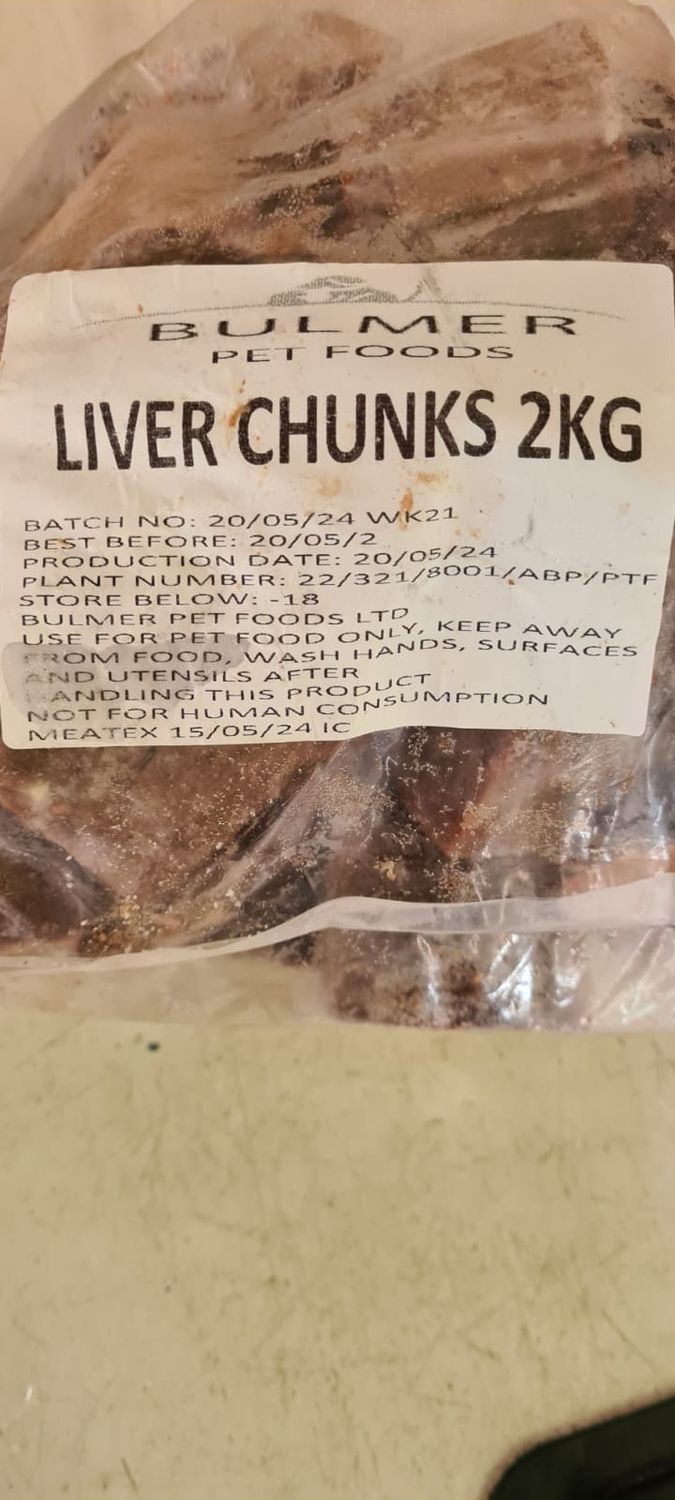 BULMER
PET FOODS
LIVER CHUNKS 2KG
BATCH NO: 20/05/24 WK21
BEST BEFORE: 20/05/2
PRODUCTION DATE: 20/05/24
PLANT NUMBER: 22/321/8001/ABP/PTF
STORE BELOW: -18
BULMER PET FOODS LTD
USE FOR PET FOOD ONLY, KEEP AWAY
FROM FOOD, WASH HANDS, SURFACES
AND UTENSILS AFTER
HANDLING THIS PRODUCT
NOT FOR HUMAN CONSUMPTION
MEATEX 15/05/24 IC